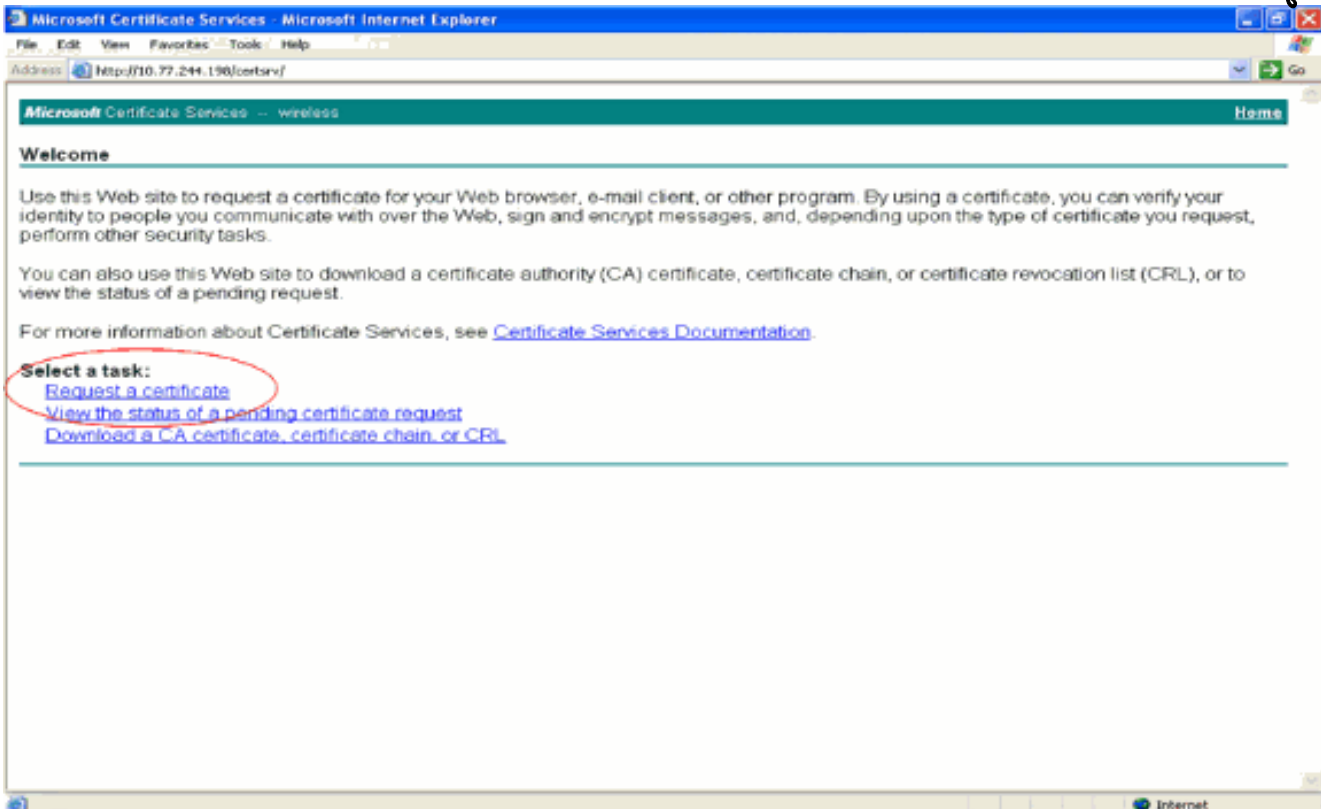 Microsoft Certificate Services - Microsoft Internet Explorer
File Edit View Favorites Tools Help
Address http://10.77.244.198/certsrv/ Go
Microsoft Certificate Services -- wireless Home
Welcome
Use this Web site to request a certificate for your Web browser, e-mail client, or other program. By using a certificate, you can verify your
identity to people you communicate with over the Web, sign and encrypt messages, and, depending upon the type of certificate you request,
perform other security tasks.
You can also use this Web site to download a certificate authority (CA) certificate, certificate chain, or certificate revocation list (CRL), or to
view the status of a pending request.
For more information about Certificate Services, see Certificate Services Documentation.
Select a task:
Request a certificate
View the status of a pending certificate request
Download a CA certificate, certificate chain, or CRL
Internet